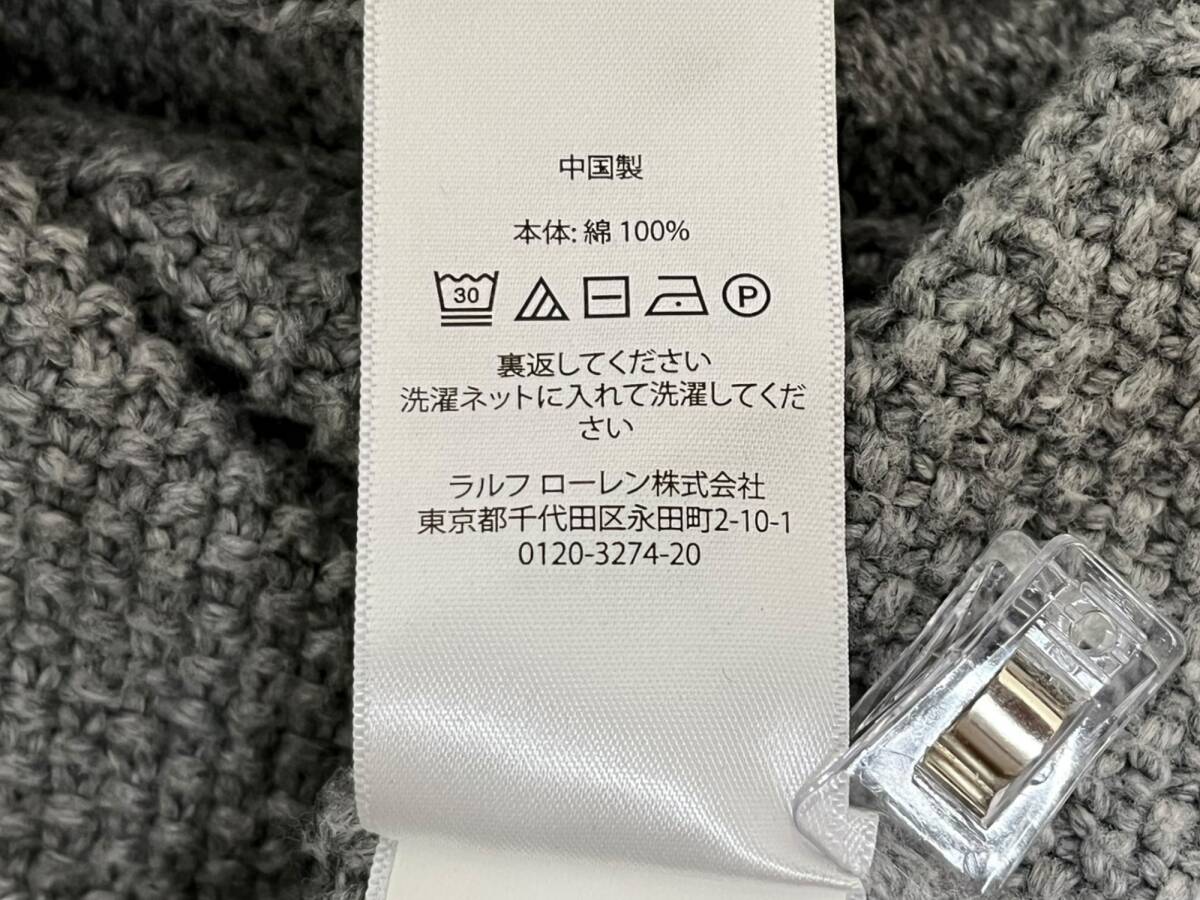 中国製
本体: 綿 100%
30
P
裏返してください
洗濯ネットに入れて洗濯してくだ
さい
ラルフ ローレン株式会社
東京都千代田区永田町2-10-1
0120-3274-20